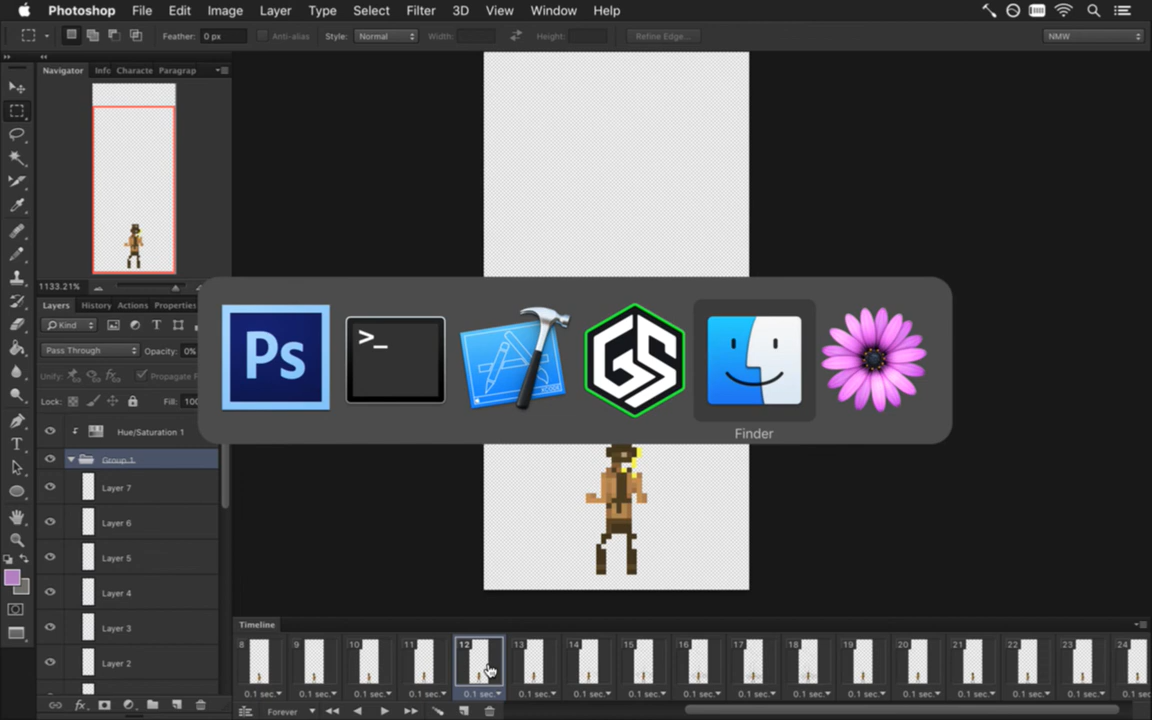 Photoshop File Edit Image Layer Type Select Filter 3D View Window Help
Feather: 0 px Anti-alias Style: Normal Width: Height: Refine Edge... NMW
Navigator Info Characte Paragrap
1133.21%
Layers History Actions Properties
Kind
Pass Through Opacity: 0%
Unify: Propagate F
Lock: Fill: 100
Hue/Saturation 1
Group 1
Layer 7
Layer 6
Layer 5
Layer 4
Layer 3
Layer 2
Ps >_ GS
Finder
Timeline
8 9 10 11 12 13 14 15 16 17 18 19 20 21 22 23 24
0.1 sec. 0.1 sec. 0.1 sec. 0.1 sec. 0.1 sec. 0.1 sec. 0.1 sec. 0.1 sec. 0.1 sec. 0.1 sec. 0.1 sec. 0.1 sec. 0.1 sec. 0.1 sec. 0.1 sec. 0.1 sec. 0.1 sec.
Forever